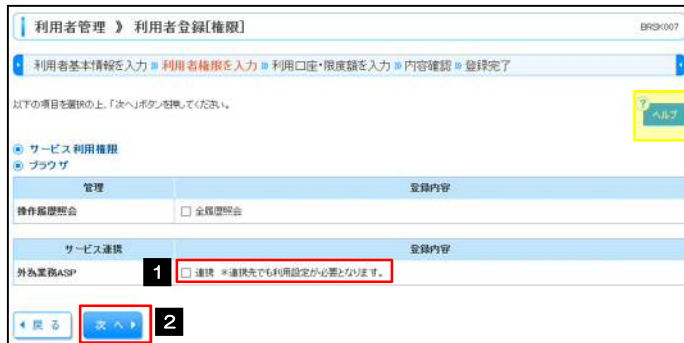 利用者管理 》 利用者登録[権限]
BRSK007
利用者基本情報を入力 » 利用者権限を入力 » 利用口座・限度額を入力 » 内容確認 » 登録完了
以下の項目を選択の上、「次へ」ボタンを押してください。
? ヘルプ
サービス利用権限
ブラウザ
管理 登録内容
操作履歴照会 全履歴照会
サービス連携 登録内容
外為業務ASP 1 連携 *連携先でも利用設定が必要となります。
戻る 次へ 2